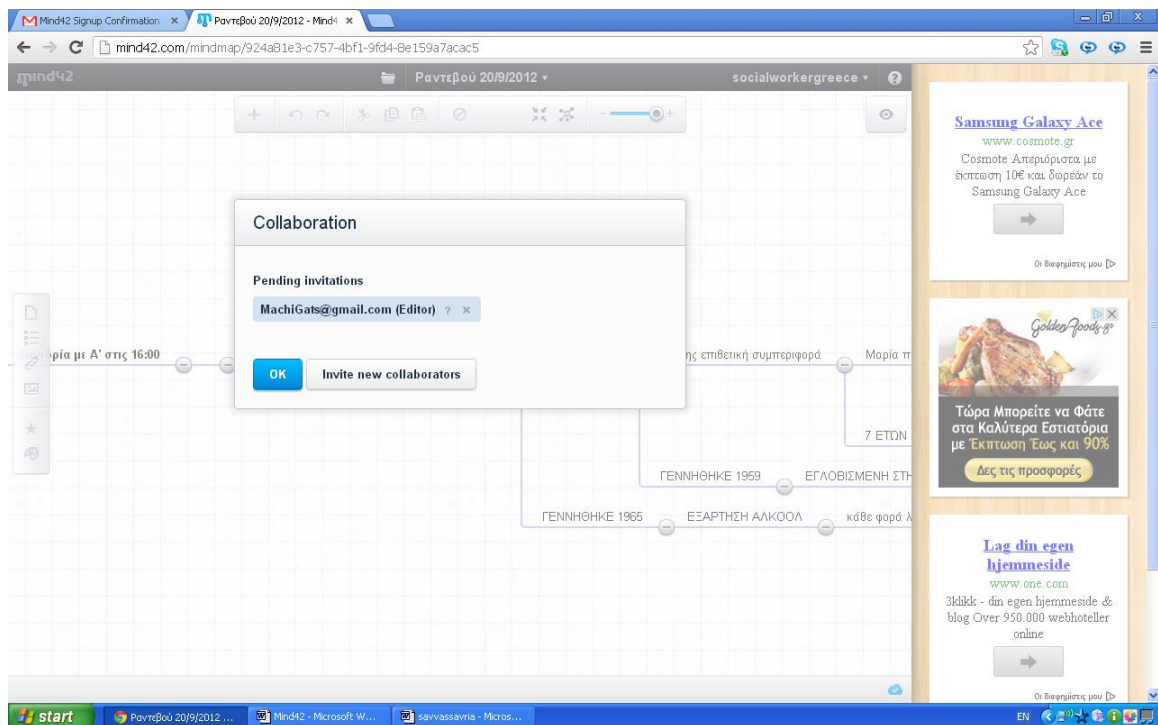 Mind42 Signup Confirmation
Ραντεβού 20/9/2012 - Mind4
mind42.com/mindmap/924a81e3-c757-4bf1-9fd4-8e159a7acac5
mind42
Ραντεβού 20/9/2012
socialworkergreece
Collaboration
Pending invitations
MachiGats@gmail.com (Editor) ?
OK
Invite new collaborators
με Α' στις 16:00
ης επιθετική συμπεριφορά
Μαρία π
7 ΕΤΩΝ
ΓΕΝΝΗΘΗΚΕ 1959
ΕΓΛΟΒΙΣΜΕΝΗ ΣΤΗ
ΓΕΝΝΗΘΗΚΕ 1965
ΕΞΑΡΤΗΣΗ ΑΛΚΟΟΛ
κάθε φορά λ
Samsung Galaxy Ace
www.cosmote.gr
Cosmote Απεριόριστα με
έκπτωση 10€ και δωρεάν το
Samsung Galaxy Ace
Οι διαφημίσεις μου
GoldenGoody.gr
Τώρα Μπορείτε να Φάτε
στα Καλύτερα Εστιατόρια
με Έκπτωση Έως και 90%
Δες τις προσφορές
Lag din egen
hjemmeside
www.one.com
3klikk - din egen hjemmeside &
blog Over 950.000 webhoteller
online
Οι διαφημίσεις μου
start
Ραντεβού 20/9/2012 ...
Mind42 - Microsoft W...
savvassavria - Micros...
EN